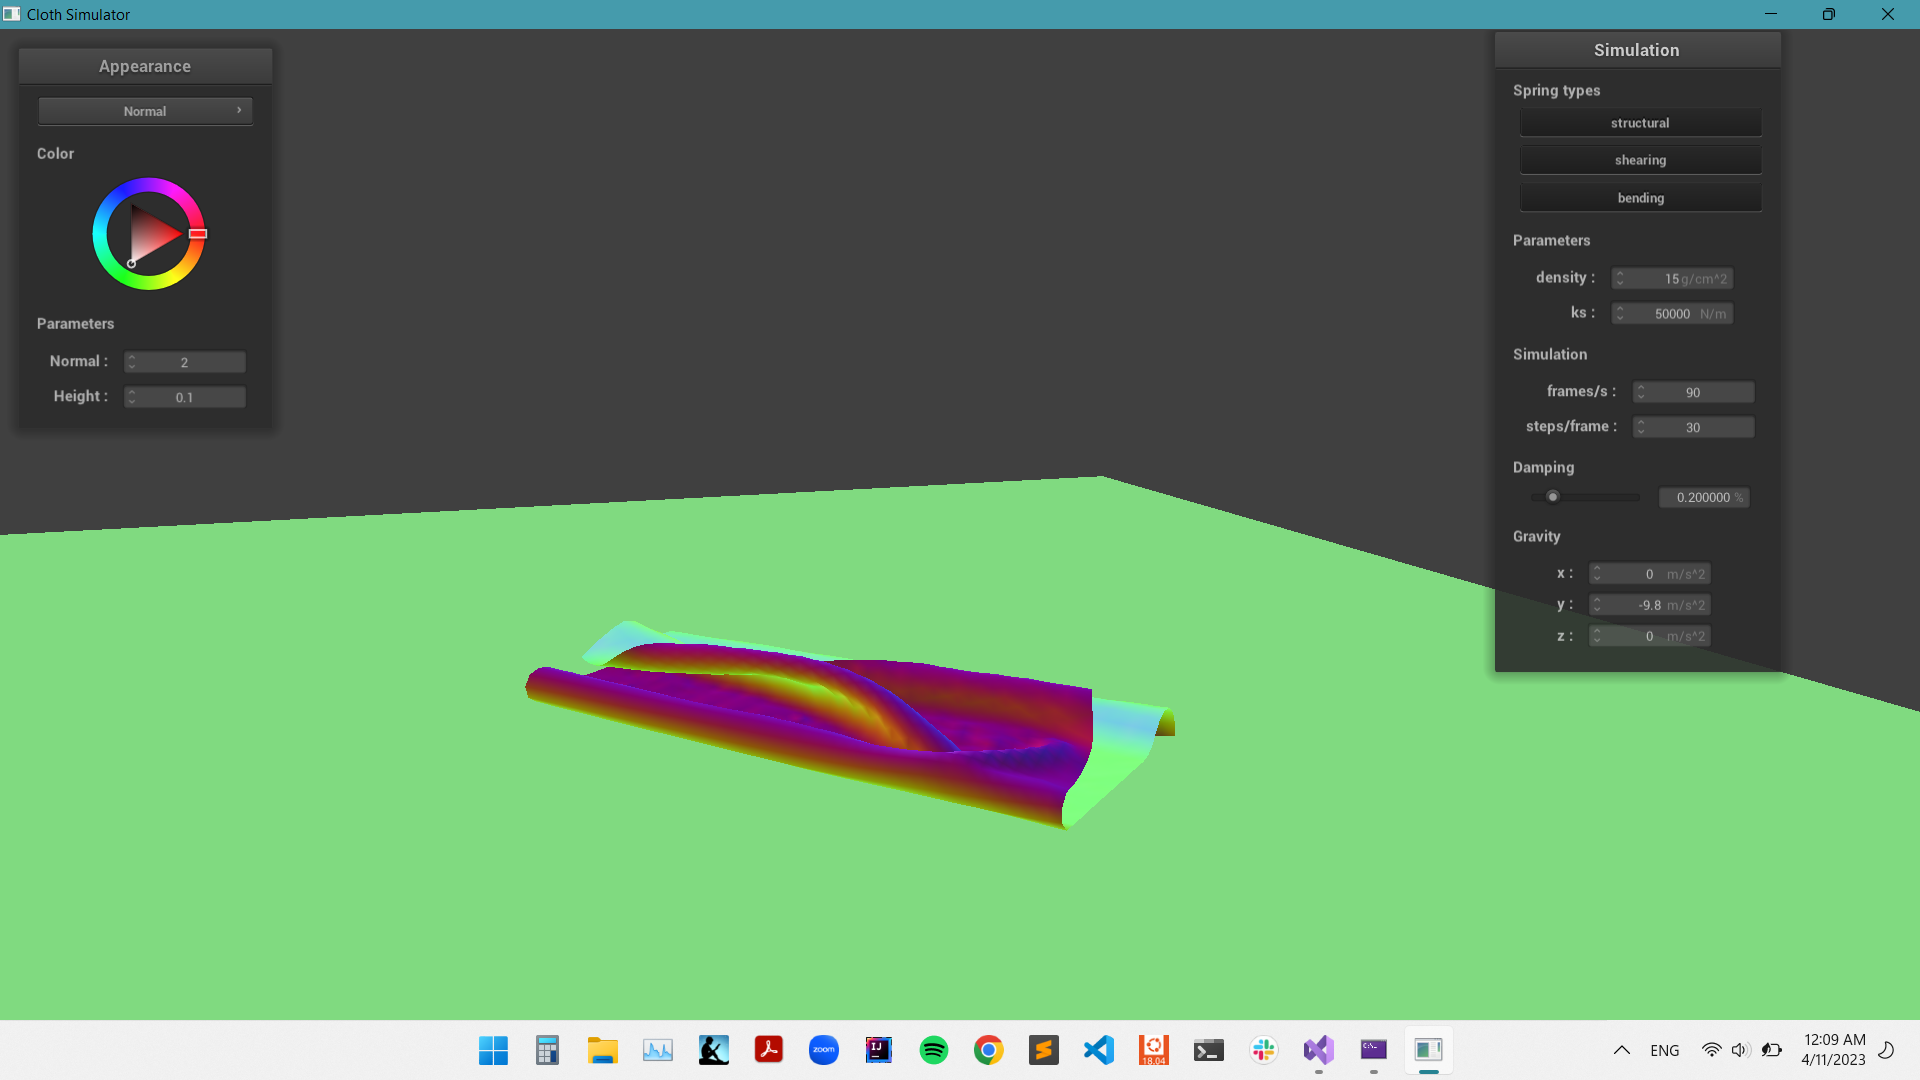 Cloth Simulator
Appearance
Normal
Color
Parameters
Normal : 2
Height : 0.1
Simulation
Spring types
structural
shearing
bending
Parameters
density : 15 g/cm^2
ks : 50000 N/m
Simulation
frames/s : 90
steps/frame : 30
Damping
0.200000 %
Gravity
x : 0 m/s^2
y : -9.8 m/s^2
z : 0 m/s^2
zoom
IJ
18.04
ENG
12:09 AM
4/11/2023